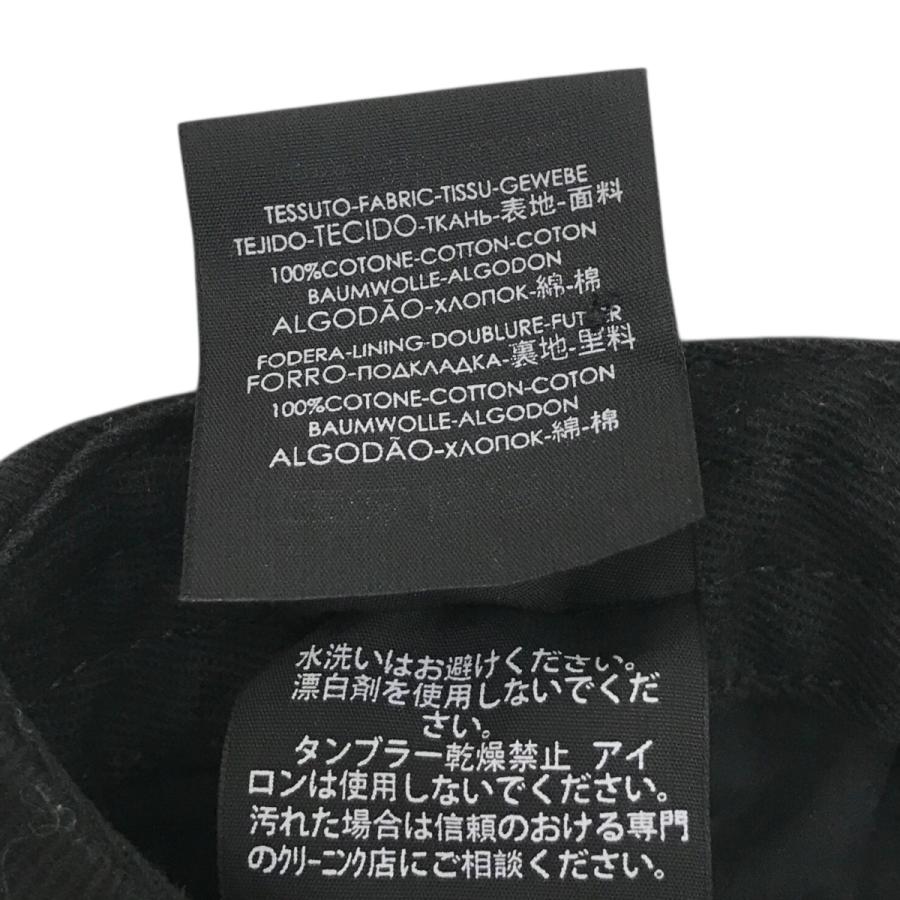 TESSUTO-FABRIC-TISSU-GEWEBE
TEJIDO-TECIDO-ТКАНЬ-表地-面料
100%COTONE-COTTON-COTON
BAUMWOLLE-ALGODON
ALGODÃO-ХЛОПОК-綿-棉
FODERA-LINING-DOUBLURE-FUTTER
FORRO-ПОДКЛАДКА-裏地-里料
100%COTONE-COTTON-COTON
BAUMWOLLE-ALGODON
ALGODÃO-ХЛОПОК-綿-棉
水洗いはお避けください。
漂白剤を使用しないでくだ
さい。
タンブラー乾燥禁止 アイ
ロンは使用しないでください。
汚れた場合は信頼のおける専門
のクリーニンク店にご相談ください